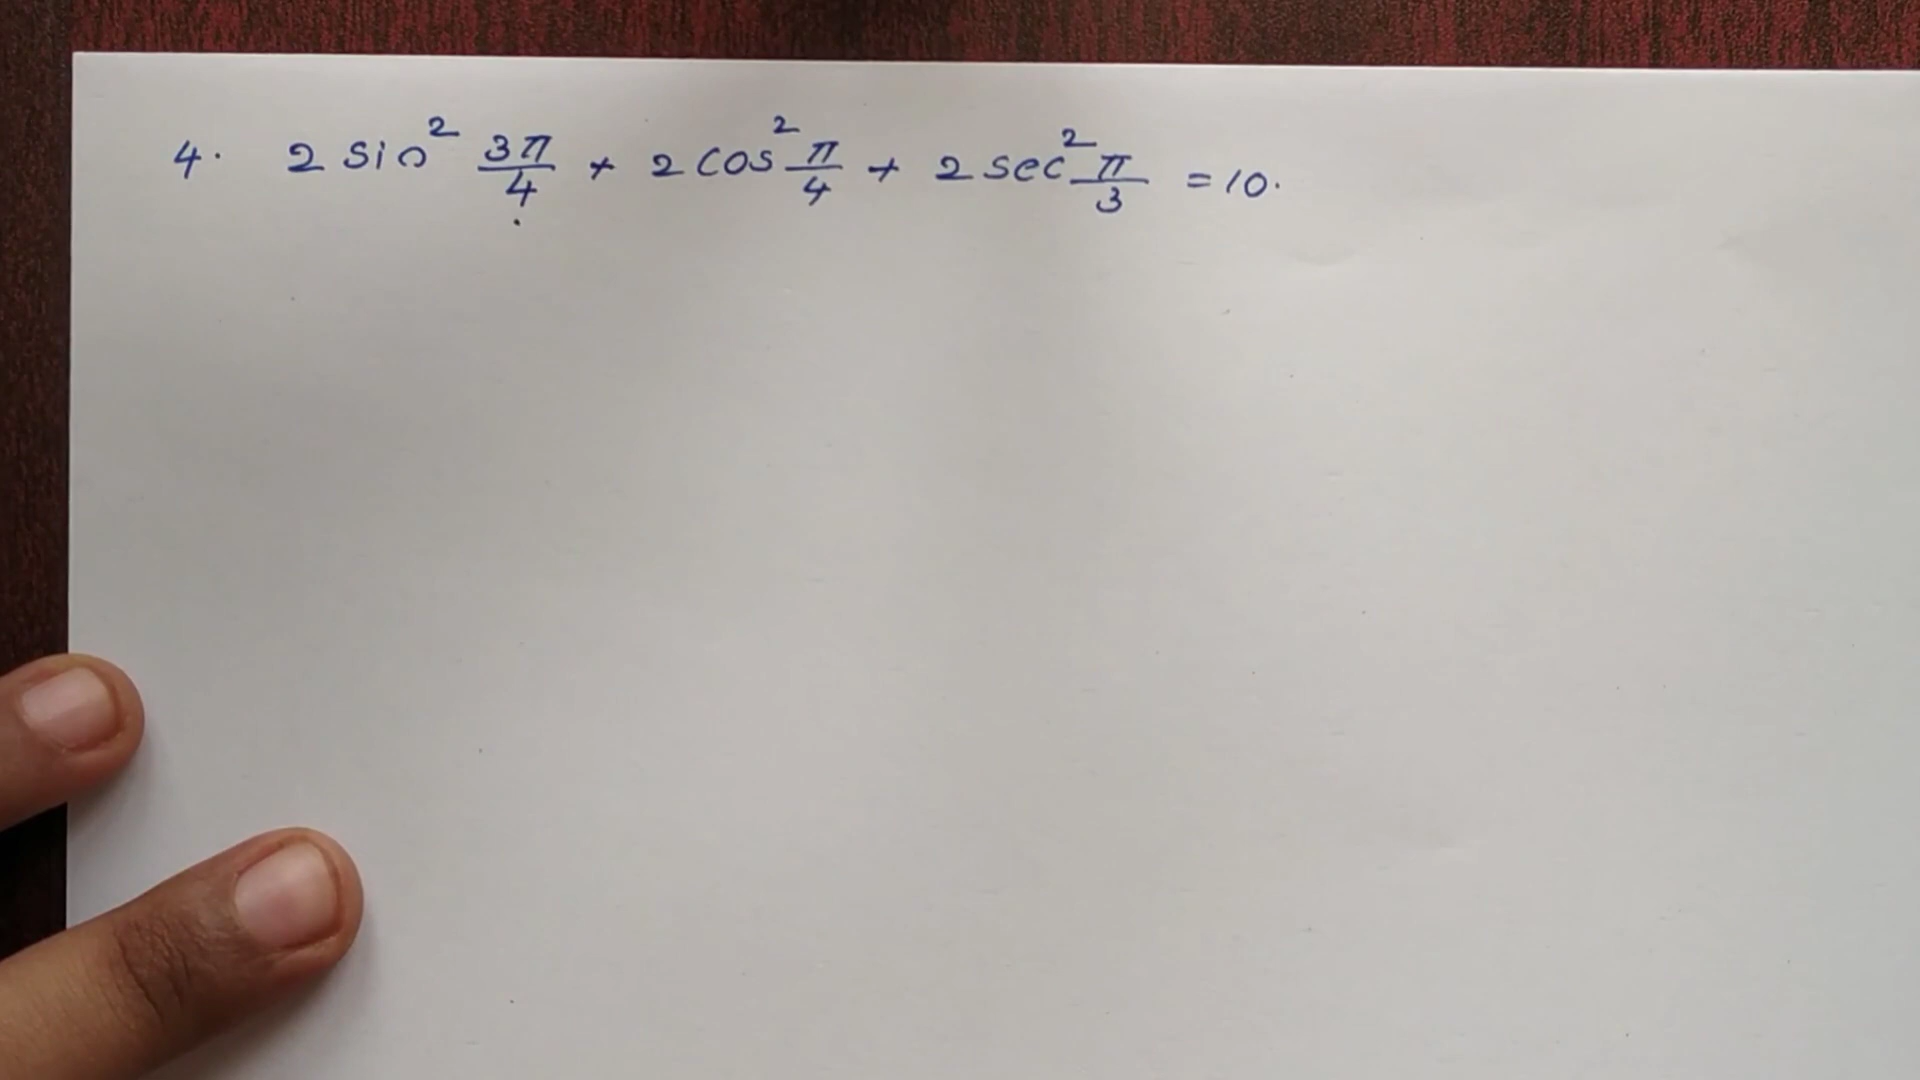 4. 2 sin² 3π/4 + 2 cos² π/4 + 2 sec² π/3 = 10.